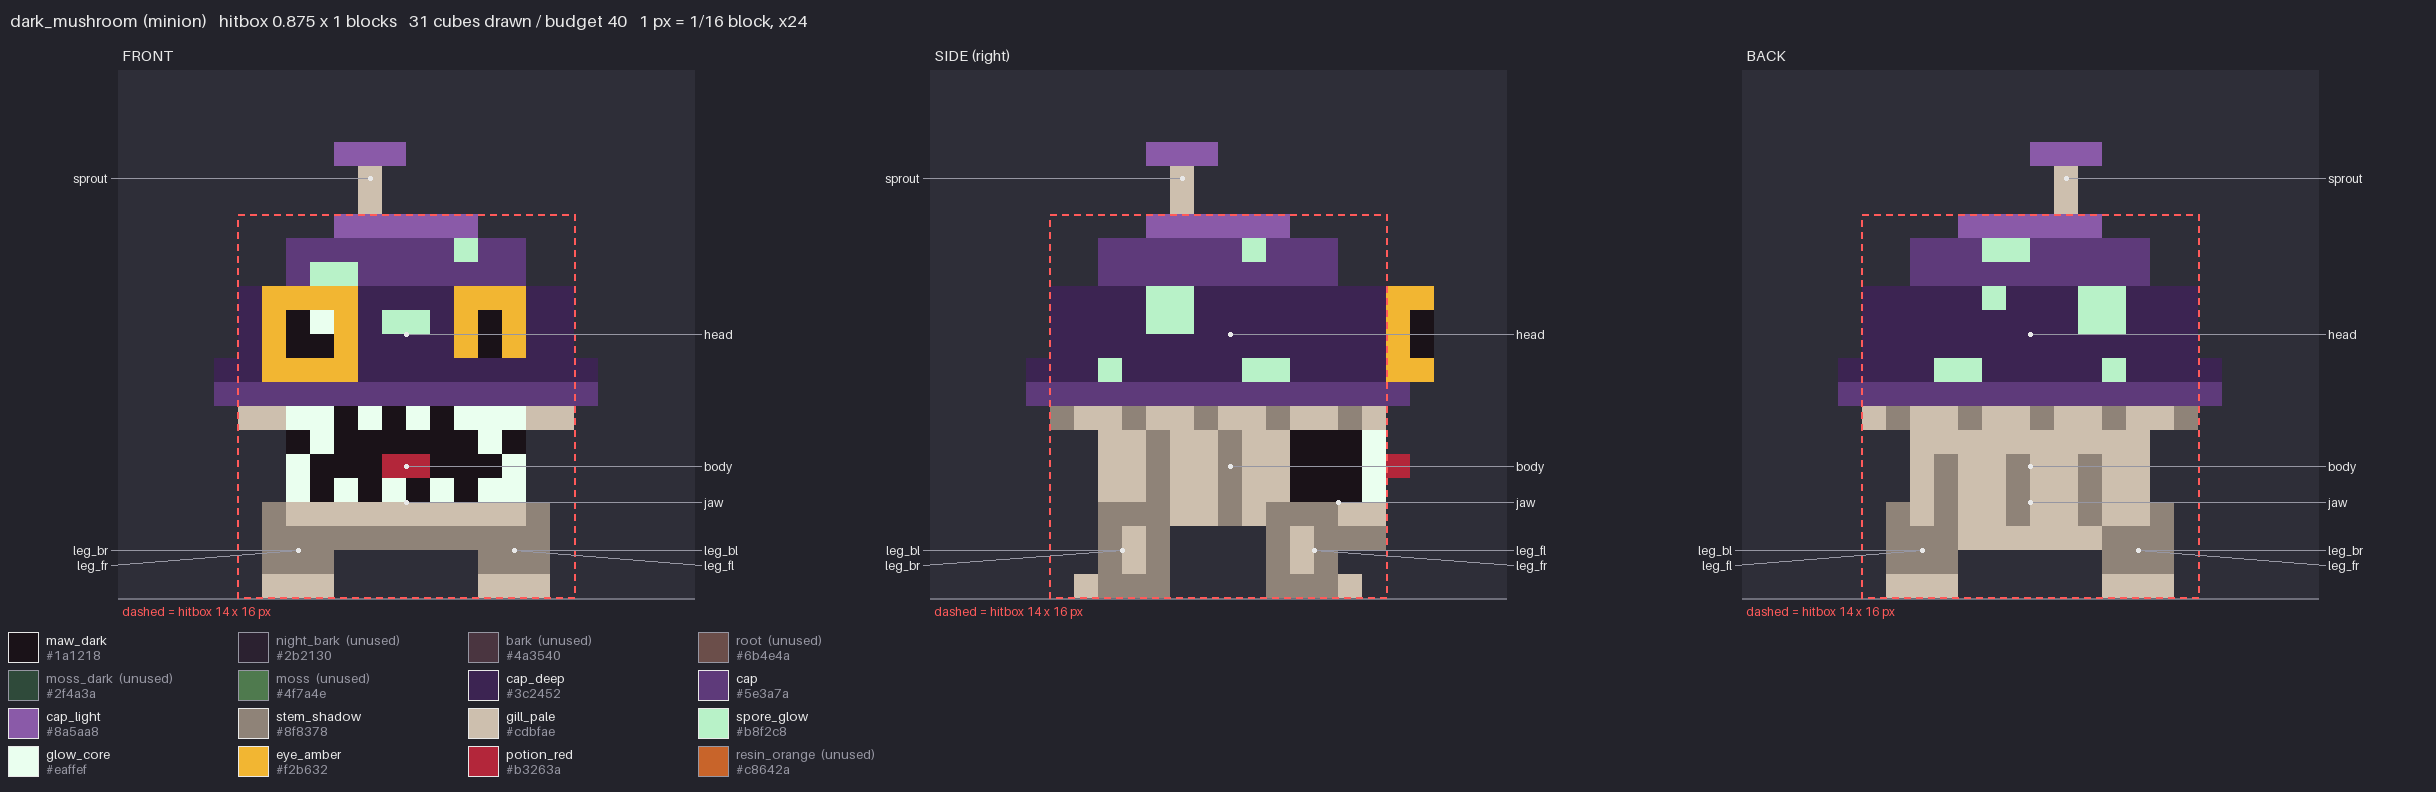 dark_mushroom (minion)   hitbox 0.875 x 1 blocks   31 cubes drawn / budget 40   1 px = 1/16 block, x24
FRONT
SIDE (right)
BACK
sprout
sprout
sprout
head
head
head
body
body
body
jaw
jaw
jaw
leg_br
leg_fr
leg_bl
leg_fl
leg_bl
leg_br
leg_fl
leg_fr
leg_bl
leg_fl
leg_br
leg_fr
dashed = hitbox 14 x 16 px
dashed = hitbox 14 x 16 px
dashed = hitbox 14 x 16 px
maw_dark
#1a1218
night_bark (unused)
#2b2130
bark (unused)
#4a3540
root (unused)
#6b4e4a
moss_dark (unused)
#2f4a3a
moss (unused)
#4f7a4e
cap_deep
#3c2452
cap
#5e3a7a
cap_light
#8a5aa8
stem_shadow
#8f8378
gill_pale
#cdbfae
spore_glow
#b8f2c8
glow_core
#eaffef
eye_amber
#f2b632
potion_red
#b3263a
resin_orange (unused)
#c8642a